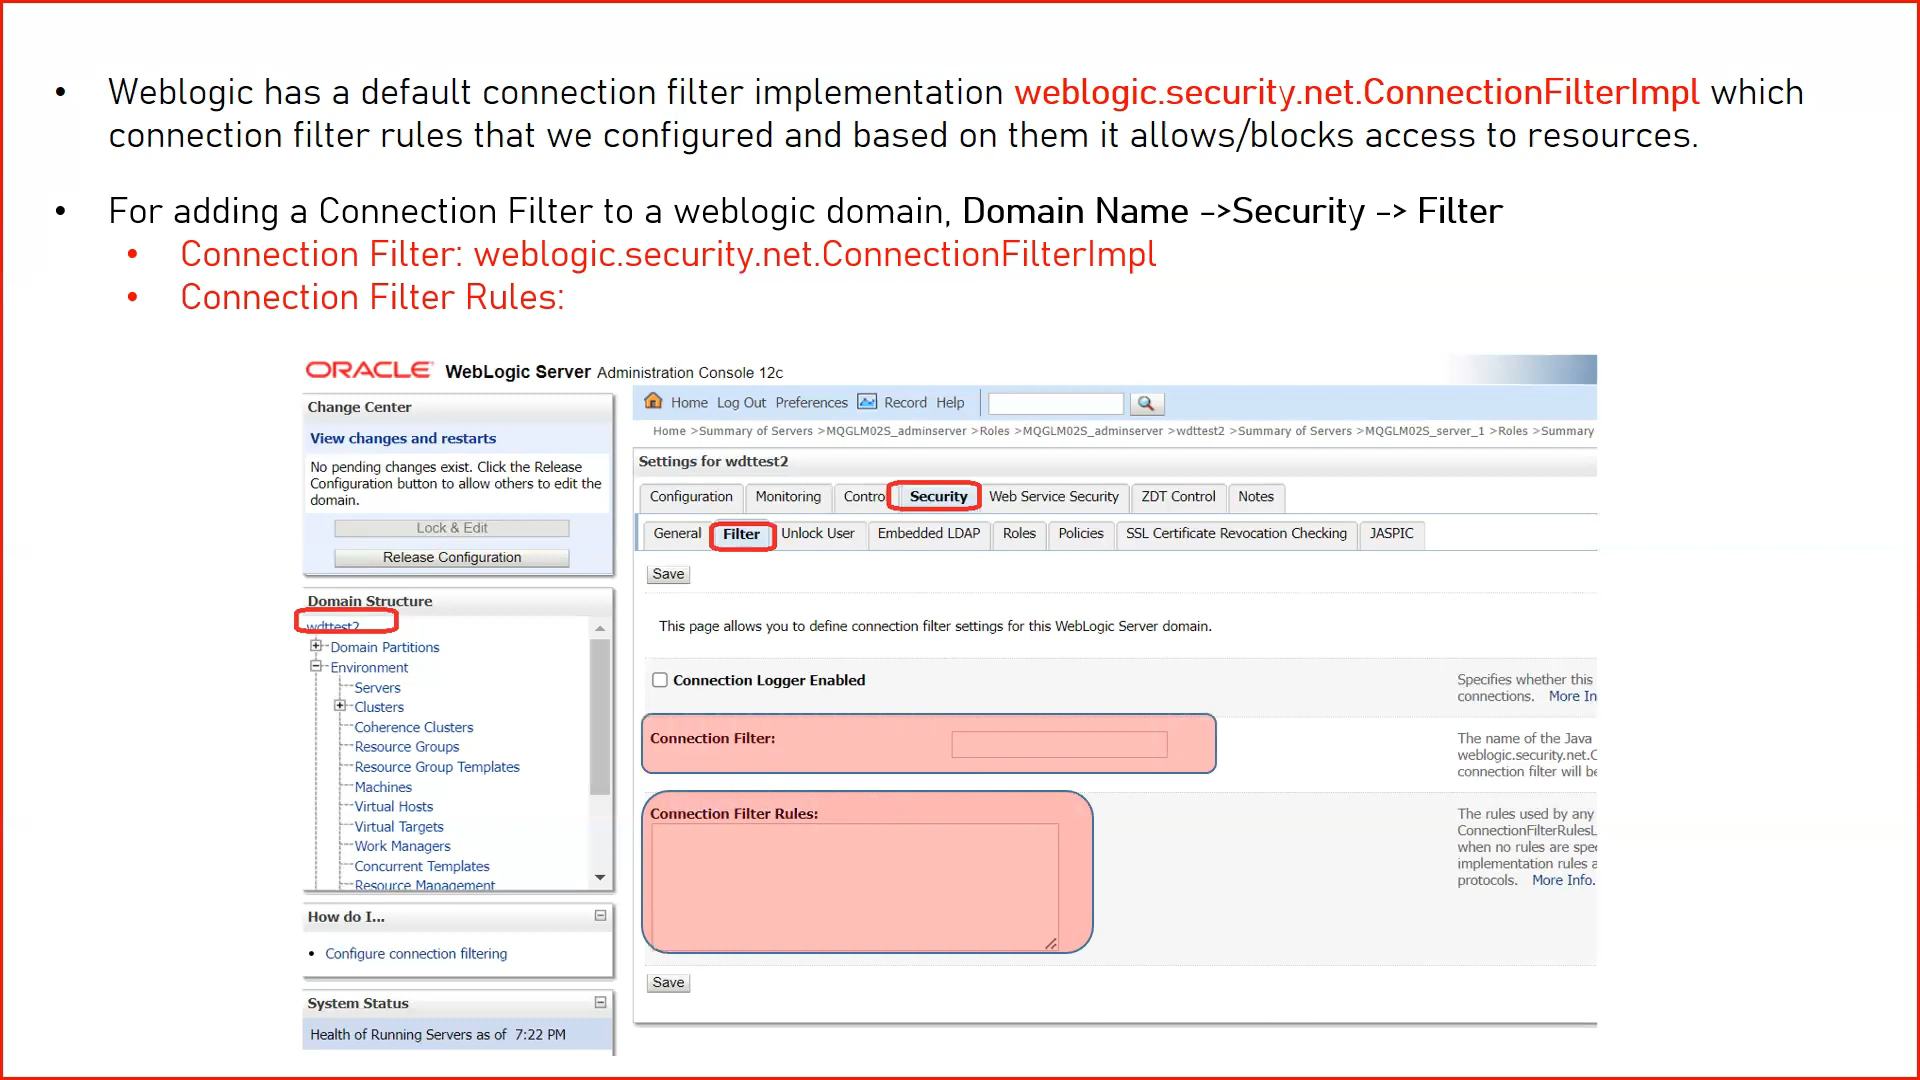 • Weblogic has a default connection filter implementation weblogic.security.net.ConnectionFilterImpl which
connection filter rules that we configured and based on them it allows/blocks access to resources.
• For adding a Connection Filter to a weblogic domain, Domain Name ->Security -> Filter
• Connection Filter: weblogic.security.net.ConnectionFilterImpl
• Connection Filter Rules:
ORACLE WebLogic Server Administration Console 12c
Change Center
View changes and restarts
No pending changes exist. Click the Release
Configuration button to allow others to edit the
domain.
Lock & Edit
Release Configuration
Domain Structure
wdttest2
Domain Partitions
Environment
Servers
Clusters
Coherence Clusters
Resource Groups
Resource Group Templates
Machines
Virtual Hosts
Virtual Targets
Work Managers
Concurrent Templates
Resource Management
How do I...
• Configure connection filtering
System Status
Health of Running Servers as of 7:22 PM
Home Log Out Preferences Record Help
Home >Summary of Servers >MQGLM02S_adminserver >Roles >MQGLM02S_adminserver >wdttest2 >Summary of Servers >MQGLM02S_server_1 >Roles >Summary
Settings for wdttest2
Configuration Monitoring Contro Security Web Service Security ZDT Control Notes
General Filter Unlock User Embedded LDAP Roles Policies SSL Certificate Revocation Checking JASPIC
Save
This page allows you to define connection filter settings for this WebLogic Server domain.
Connection Logger Enabled
Specifies whether this
connections. More In
Connection Filter:
The name of the Java
weblogic.security.net.C
connection filter will be
Connection Filter Rules:
The rules used by any
ConnectionFilterRulesL
when no rules are spec
implementation rules a
protocols. More Info.
Save